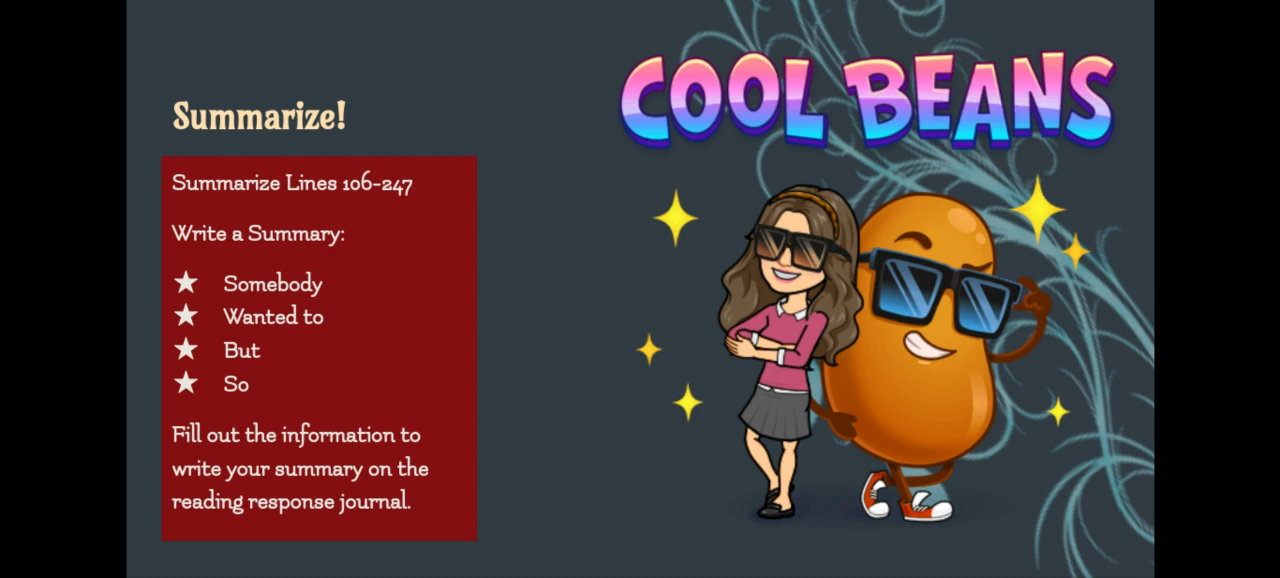 COOL BEANS
Summarize!
Summarize Lines 106-247
Write a Summary:
★ Somebody
★ Wanted to
★ But
★ So
Fill out the information to
write your summary on the
reading response journal.